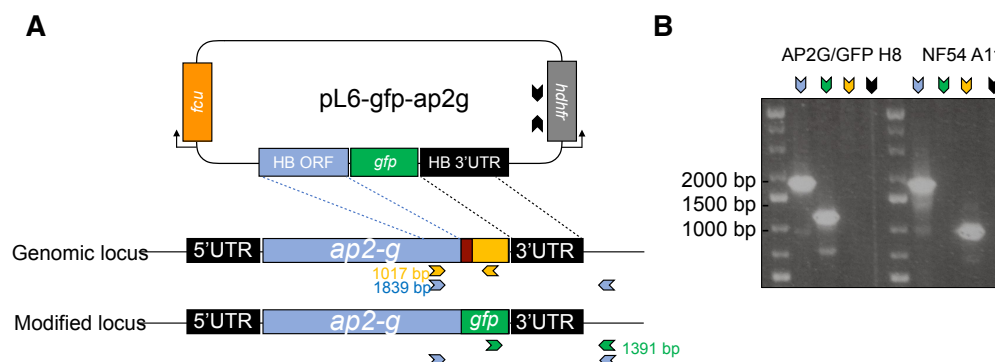 A
B
AP2G/GFP H8
NF54 A1
pL6-gfp-ap2g
fcu
hdhfr
HB ORF
gfp
HB 3'UTR
2000 bp
1500 bp
1000 bp
Genomic locus
5'UTR
ap2-g
3'UTR
1017 bp
1839 bp
Modified locus
5'UTR
ap2-g
gfp
3'UTR
1391 bp